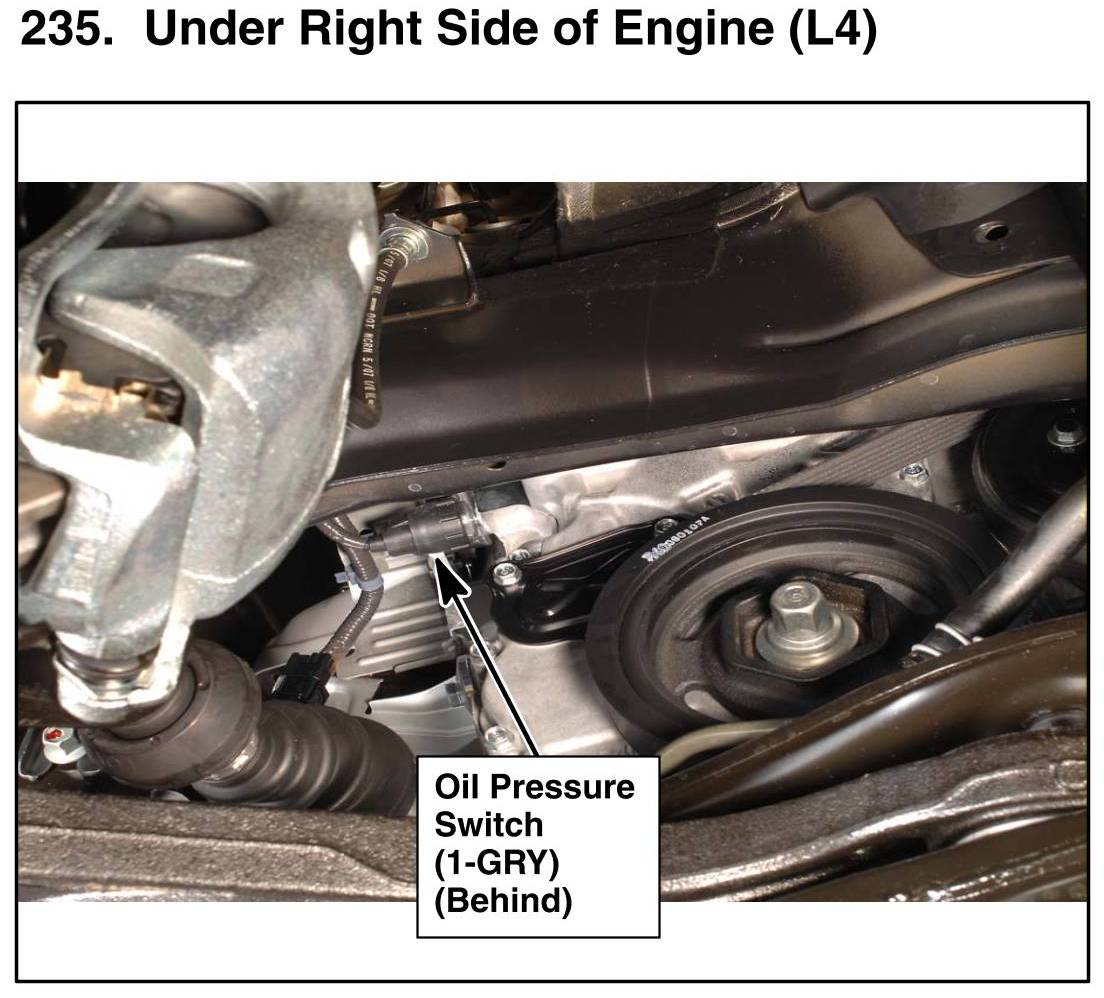 235. Under Right Side of Engine (L4)
Oil Pressure
Switch
(1-GRY)
(Behind)